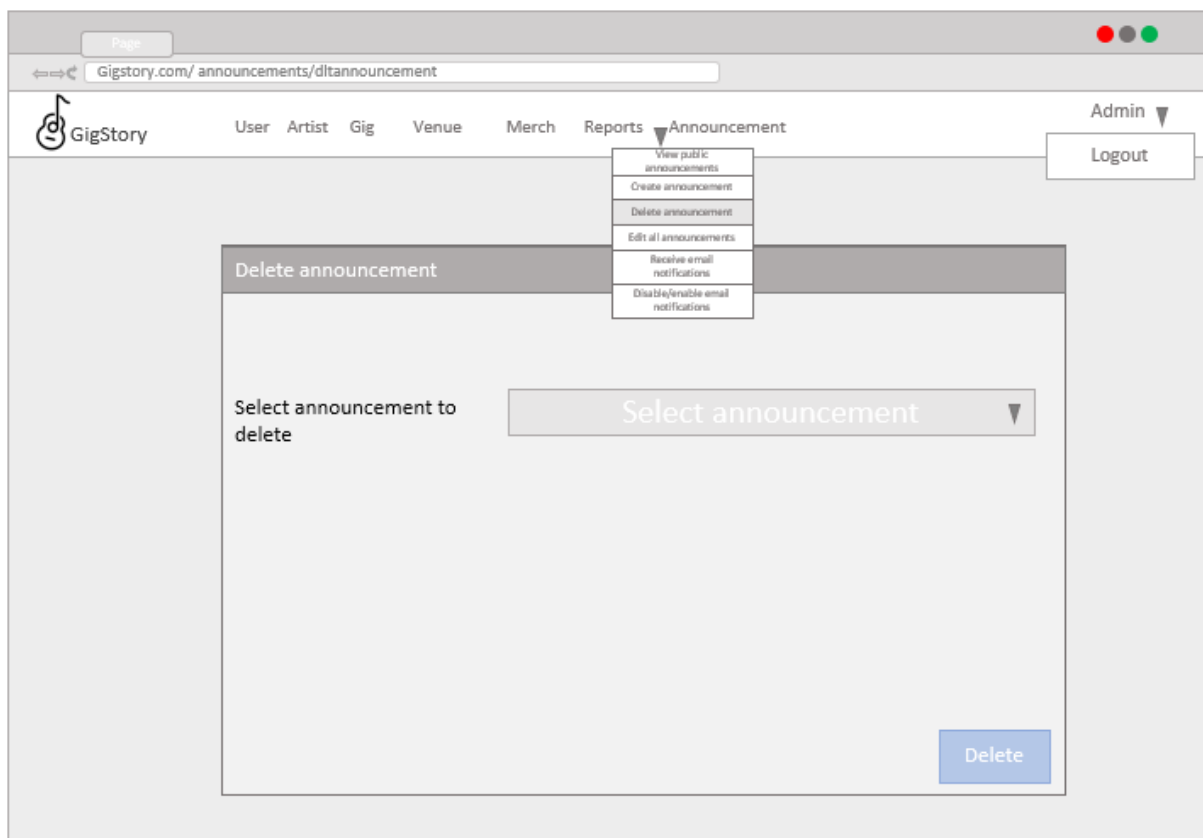 Page
Gigstory.com/ announcements/dltannouncement
GigStory
User Artist Gig Venue Merch Reports Announcement
Admin
Logout
View public
announcements
Create announcement
Delete announcement
Edit all announcements
Receive email
notifications
Disable/enable email
notifications
Delete announcement
Select announcement to
delete
Select announcement
Delete